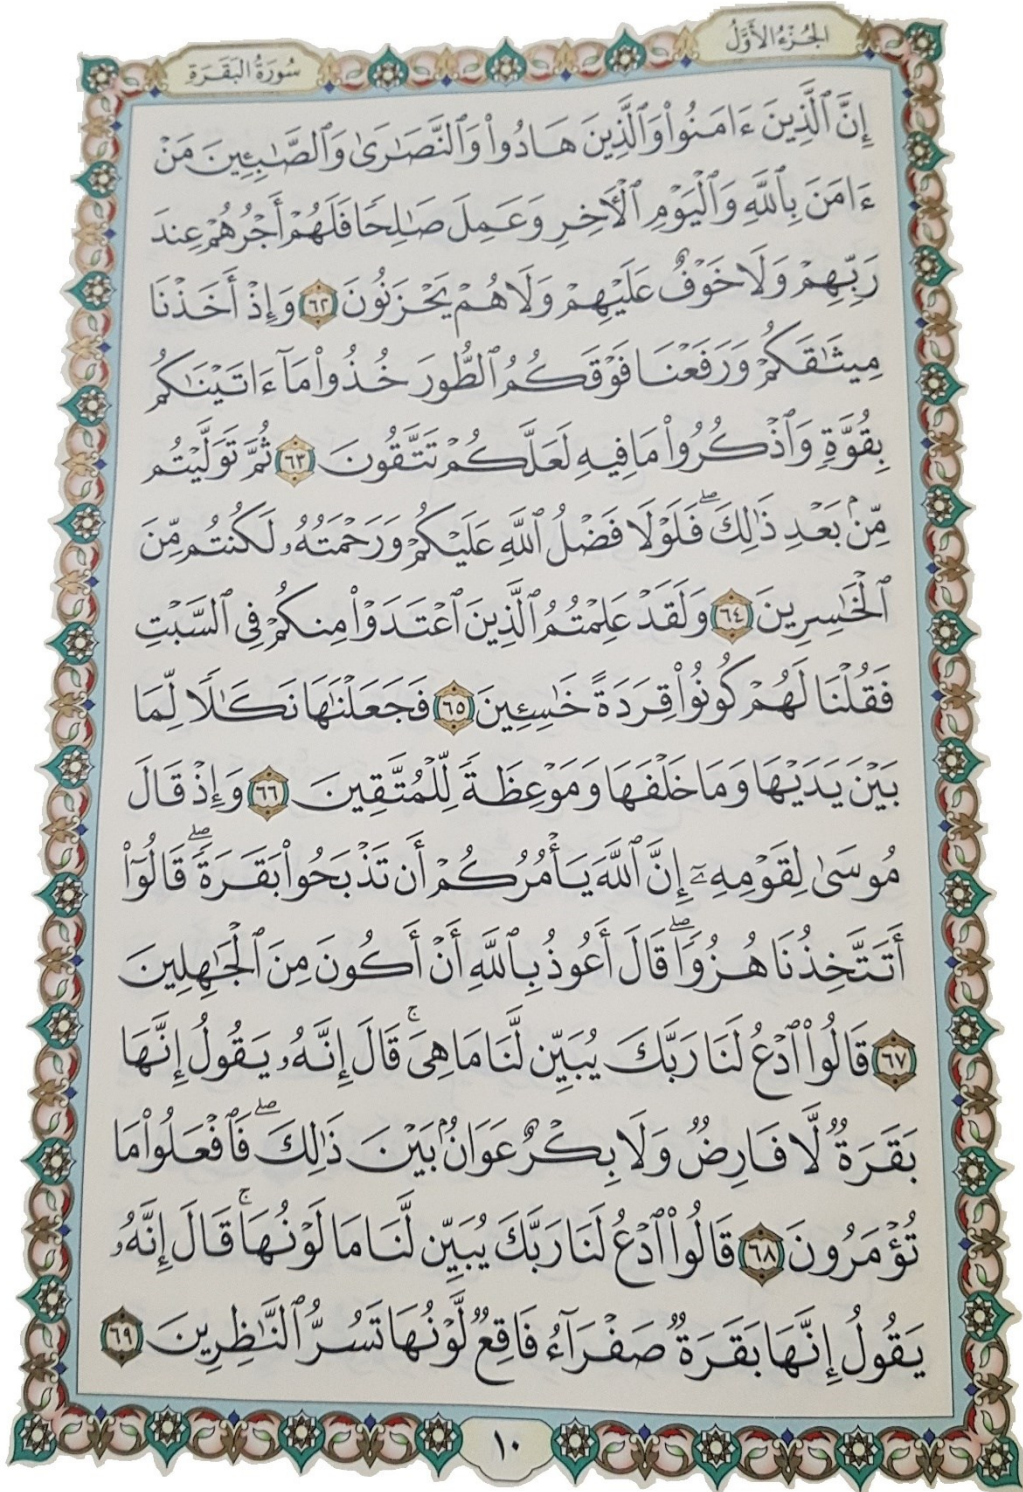 الجُزْءُ الأَوَّلُ
سُورَةُ البَقَرَةِ
إِنَّ ٱلَّذِينَ ءَامَنُوا۟ وَٱلَّذِينَ هَادُوا۟ وَٱلنَّصَـٰرَىٰ وَٱلصَّـٰبِـِٔينَ مَنْ
ءَامَنَ بِٱللَّهِ وَٱلْيَوْمِ ٱلْـَٔاخِرِ وَعَمِلَ صَـٰلِحًا فَلَهُمْ أَجْرُهُمْ عِندَ
رَبِّهِمْ وَلَا خَوْفٌ عَلَيْهِمْ وَلَا هُمْ يَحْزَنُونَ ٦٢ وَإِذْ أَخَذْنَا
مِيثَـٰقَكُمْ وَرَفَعْنَا فَوْقَكُمُ ٱلطُّورَ خُذُوا۟ مَآ ءَاتَيْنَـٰكُم
بِقُوَّةٍ وَٱذْكُرُوا۟ مَا فِيهِ لَعَلَّكُمْ تَتَّقُونَ ٦٣ ثُمَّ تَوَلَّيْتُم
مِّنۢ بَعْدِ ذَٰلِكَ ۖ فَلَوْلَا فَضْلُ ٱللَّهِ عَلَيْكُمْ وَرَحْمَتُهُۥ لَكُنتُم مِّنَ
ٱلْخَـٰسِرِينَ ٦٤ وَلَقَدْ عَلِمْتُمُ ٱلَّذِينَ ٱعْتَدَوْا۟ مِنكُمْ فِى ٱلسَّبْتِ
فَقُلْنَا لَهُمْ كُونُوا۟ قِرَدَةً خَـٰسِـِٔينَ ٦٥ فَجَعَلْنَـٰهَا نَكَـٰلًا لِّمَا
بَيْنَ يَدَيْهَا وَمَا خَلْفَهَا وَمَوْعِظَةً لِّلْمُتَّقِينَ ٦٦ وَإِذْ قَالَ
مُوسَىٰ لِقَوْمِهِۦٓ إِنَّ ٱللَّهَ يَأْمُرُكُمْ أَن تَذْبَحُوا۟ بَقَرَةً ۖ قَالُوٓا۟
أَتَتَّخِذُنَا هُزُوًا ۖ قَالَ أَعُوذُ بِٱللَّهِ أَنْ أَكُونَ مِنَ ٱلْجَـٰهِلِينَ
٦٧ قَالُوا۟ ٱدْعُ لَنَا رَبَّكَ يُبَيِّن لَّنَا مَا هِىَ ۚ قَالَ إِنَّهُۥ يَقُولُ إِنَّهَا
بَقَرَةٌ لَّا فَارِضٌ وَلَا بِكْرٌ عَوَانٌۢ بَيْنَ ذَٰلِكَ ۖ فَٱفْعَلُوا۟ مَا
تُؤْمَرُونَ ٦٨ قَالُوا۟ ٱدْعُ لَنَا رَبَّكَ يُبَيِّن لَّنَا مَا لَوْنُهَا ۚ قَالَ إِنَّهُۥ
يَقُولُ إِنَّهَا بَقَرَةٌ صَفْرَآءُ فَاقِعٌ لَّوْنُهَا تَسُرُّ ٱلنَّـٰظِرِينَ ٦٩
١٠